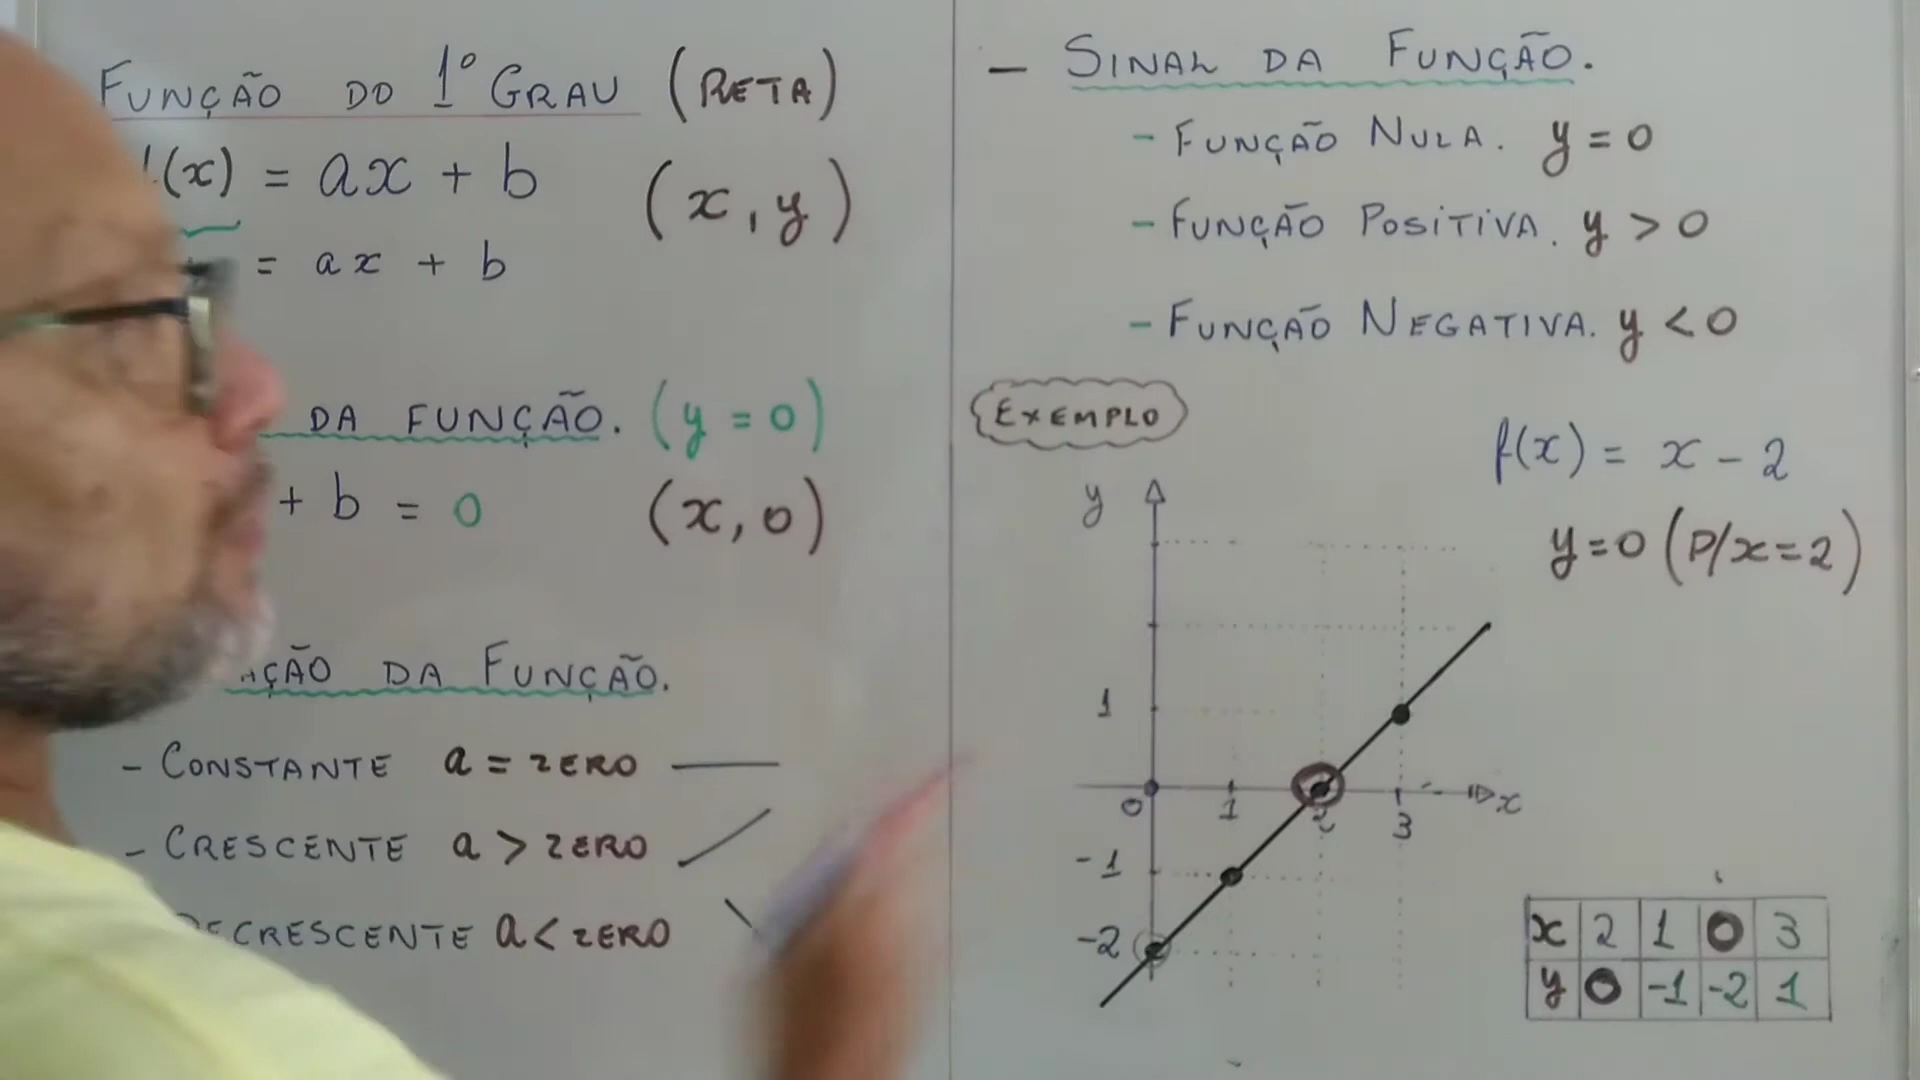 FUNÇÃO DO 1º GRAU (RETA)
(x) = ax + b
(x, y)
= ax + b
DA FUNÇÃO. (y = 0)
+ b = 0
(x, 0)
DA FUNÇÃO.
- CONSTANTE a = ZERO
- CRESCENTE a > ZERO
DECRESCENTE a < ZERO
- SINAL DA FUNÇÃO.
- FUNÇÃO NULA. y = 0
- FUNÇÃO POSITIVA. y > 0
- FUNÇÃO NEGATIVA. y < 0
EXEMPLO
f(x) = x - 2
y = 0 (P/x = 2)
y
1
0 1 2 3 x
-1
-2
x 2 1 0 3
y 0 -1 -2 1